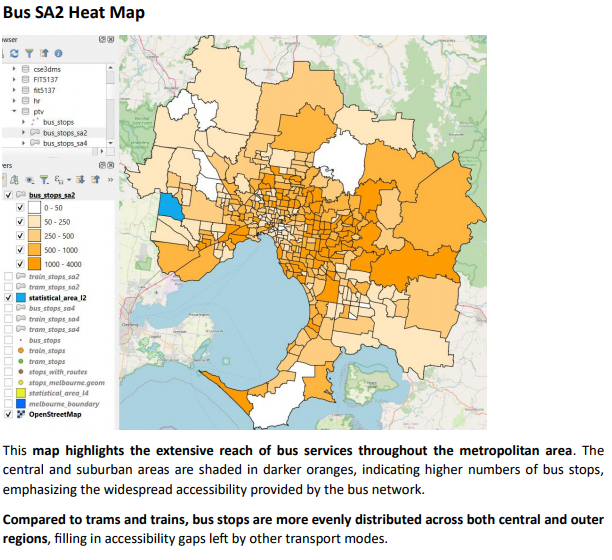 Bus SA2 Heat Map
wser
cse3dms
FIT5137
fit5137
hr
ptv
bus_stops
bus_stops_sa2
bus_stops_sa4
ers
bus_stops_sa2
0 - 50
50 - 250
250 - 500
500 - 1000
1000 - 4000
train_stops_sa2
tram_stops_sa2
statistical_area_l2
bus_stops_sa4
train_stops_sa4
tram_stops_sa4
bus_stops
train_stops
tram_stops
stops_with_routes
stops_melbourne.geom
statistical_area_l4
melbourne_boundary
OpenStreetMap
This map highlights the extensive reach of bus services throughout the metropolitan area. The
central and suburban areas are shaded in darker oranges, indicating higher numbers of bus stops,
emphasizing the widespread accessibility provided by the bus network.
Compared to trams and trains, bus stops are more evenly distributed across both central and outer
regions, filling in accessibility gaps left by other transport modes.